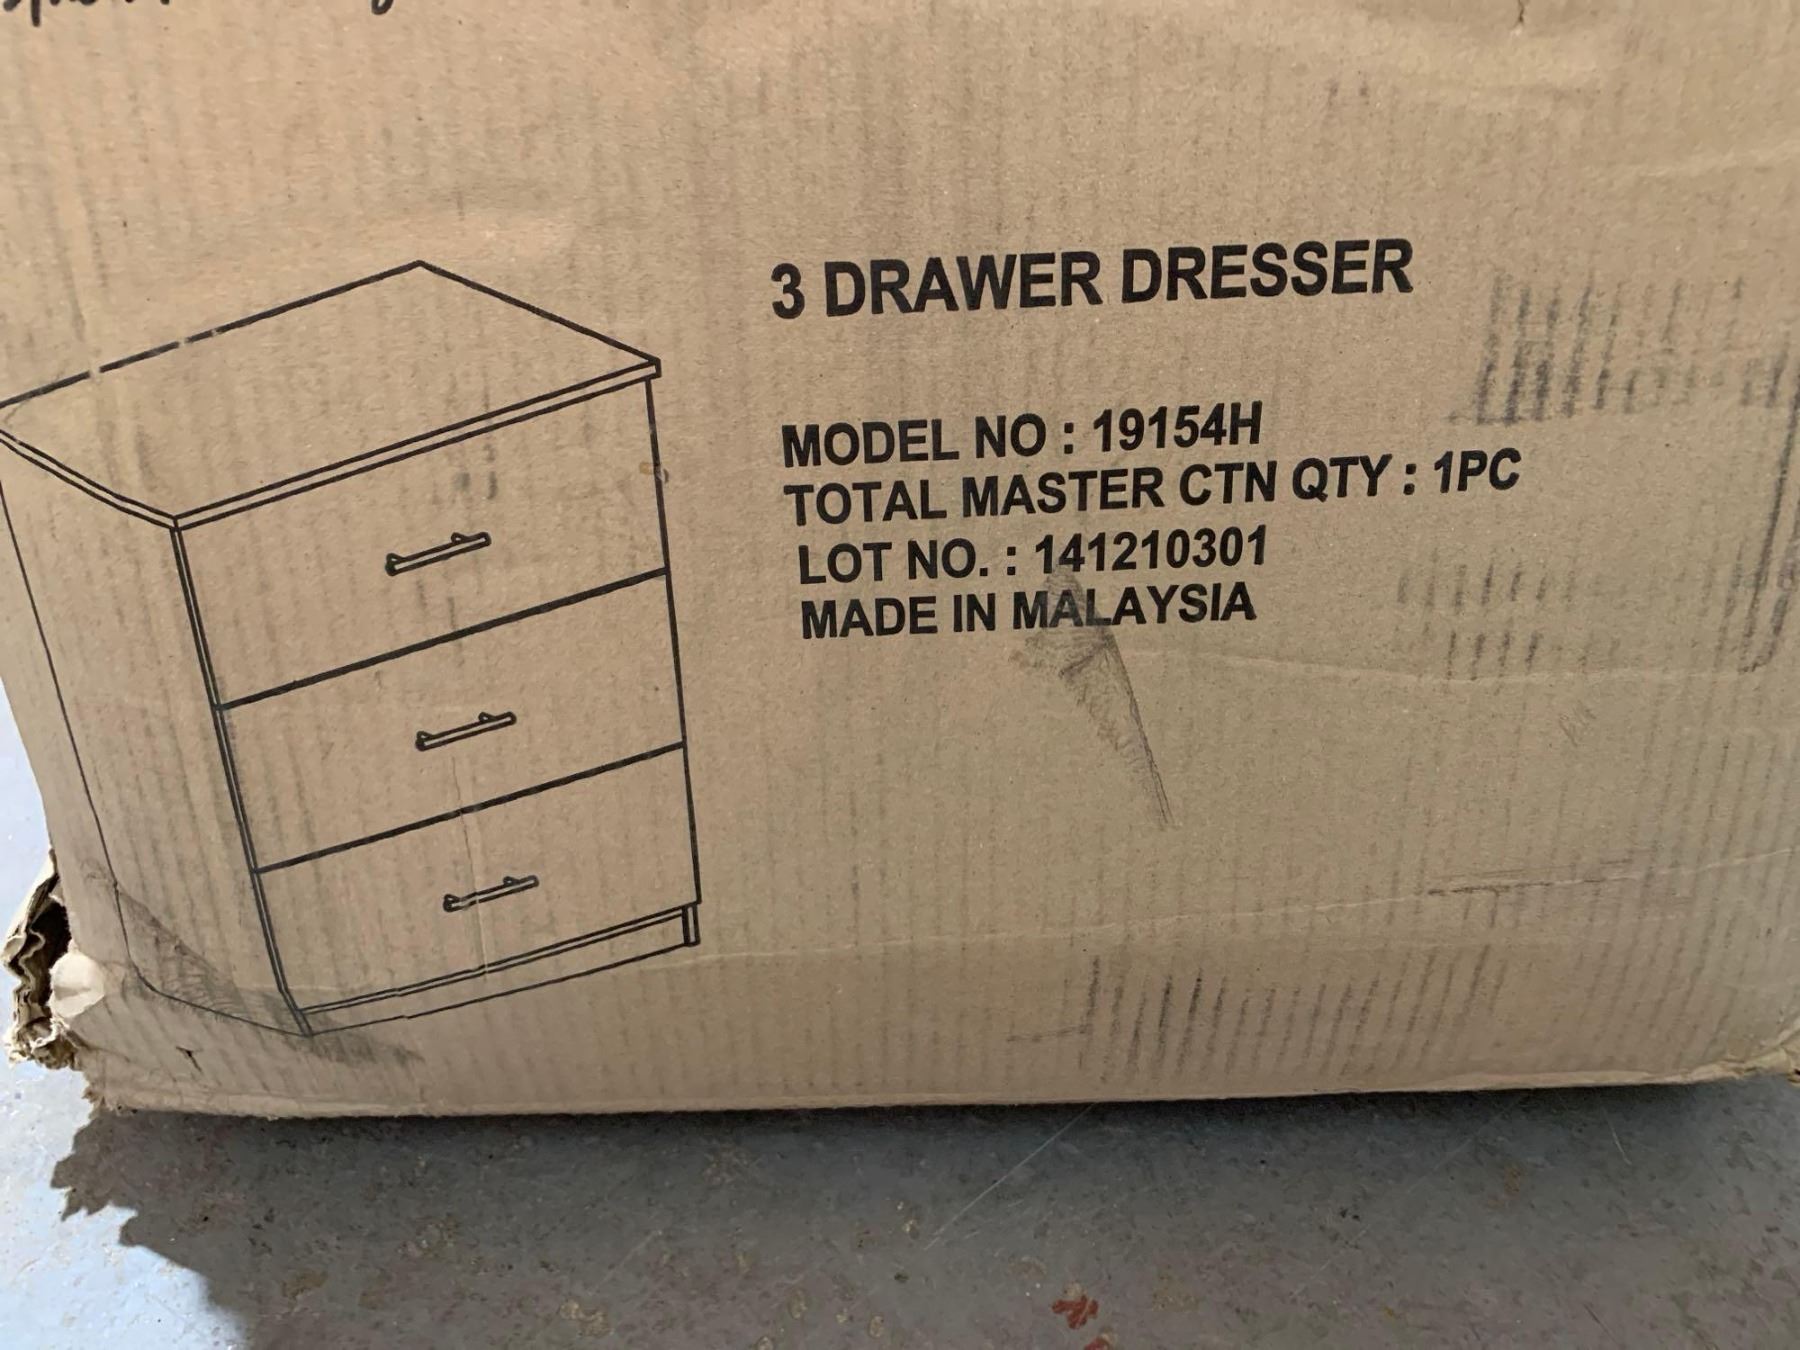 3 DRAWER DRESSER
MODEL NO : 19154H
TOTAL MASTER CTN QTY : 1PC
LOT NO. : 141210301
MADE IN MALAYSIA